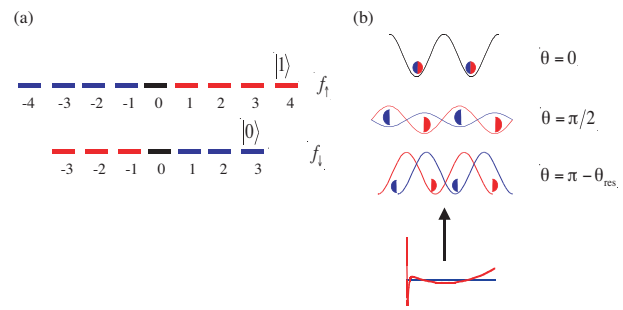 (a)
|1⟩
-4 -3 -2 -1 0 1 2 3 4 f↑
|0⟩
-3 -2 -1 0 1 2 3 f↓
(b)
θ = 0
θ = π/2
θ = π − θres